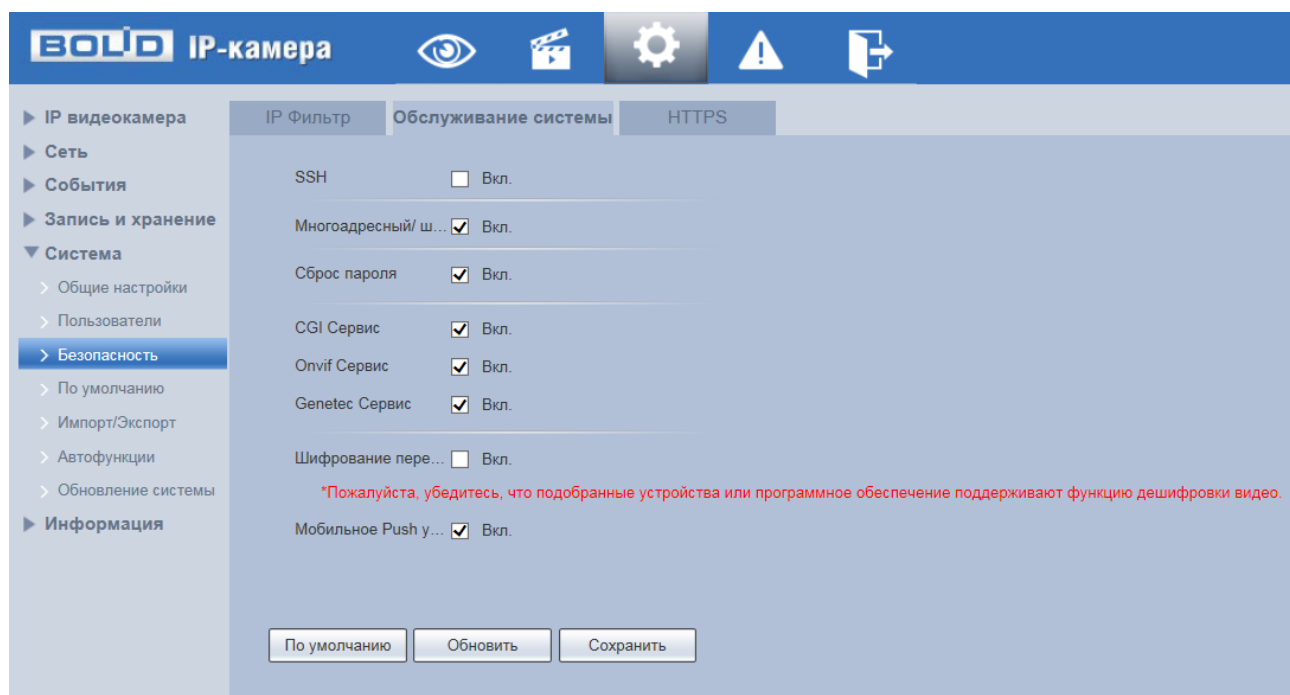 BOLID IP-камера
IP видеокамера
Сеть
События
Запись и хранение
Система
Общие настройки
Пользователи
Безопасность
По умолчанию
Импорт/Экспорт
Автофункции
Обновление системы
Информация
IP Фильтр Обслуживание системы HTTPS
SSH Вкл.
Многоадресный/ ш... Вкл.
Сброс пароля Вкл.
CGI Сервис Вкл.
Onvif Сервис Вкл.
Genetec Сервис Вкл.
Шифрование пере... Вкл.
*Пожалуйста, убедитесь, что подобранные устройства или программное обеспечение поддерживают функцию дешифровки видео.
Мобильное Push у... Вкл.
По умолчанию Обновить Сохранить